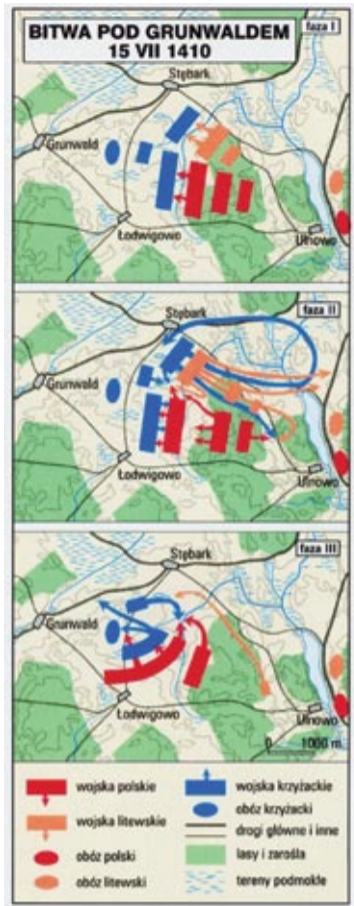 BITWA POD GRUNWALDEM
15 VII 1410
faza I
Stębark
Grunwald
Łodwigowo
Ulnowo
faza II
Stębark
Grunwald
Łodwigowo
Ulnowo
faza III
Stębark
Grunwald
Łodwigowo
Ulnowo
0 1000 m
wojska polskie
wojska litewskie
obóz polski
obóz litewski
wojska krzyżackie
obóz krzyżacki
drogi główne i inne
lasy i zarośla
tereny podmokłe